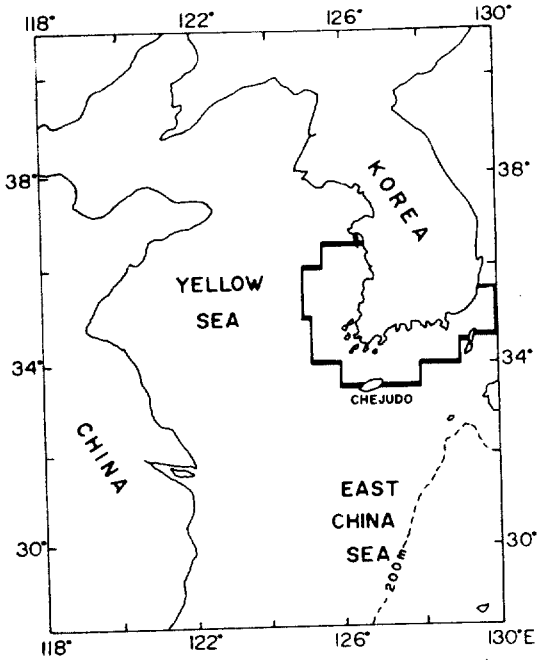 118°
122°
126°
130°
38°
38°
KOREA
YELLOW
SEA
34°
34°
CHEJUDO
CHINA
EAST
CHINA
SEA
200m
30°
30°
118°
122°
126°
130°E